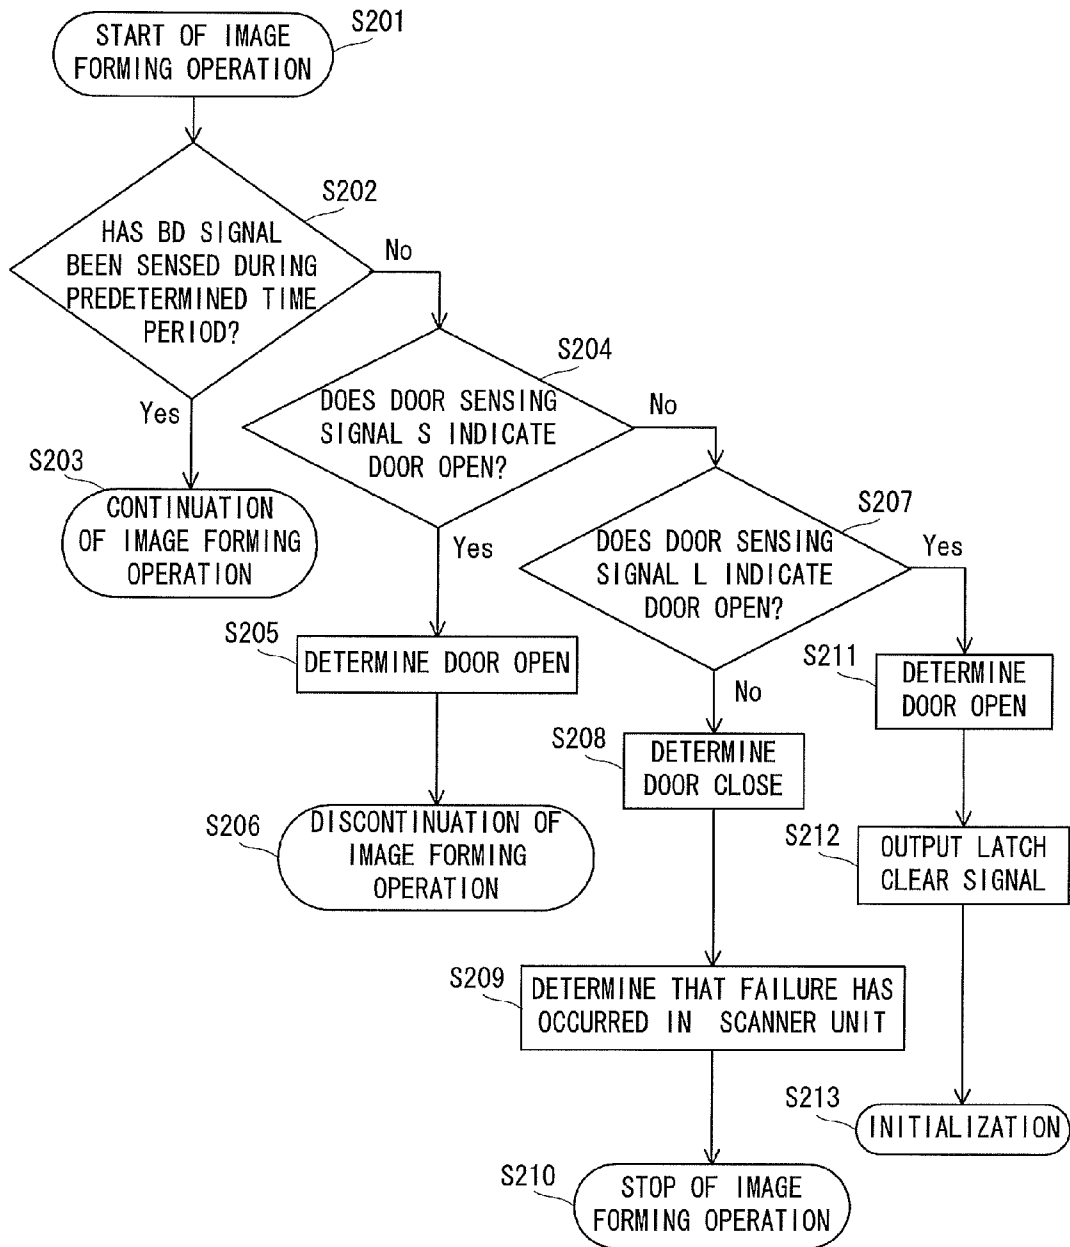 START OF IMAGE
FORMING OPERATION
S201
HAS BD SIGNAL
BEEN SENSED DURING
PREDETERMINED TIME
PERIOD?
S202
No
Yes
S203
CONTINUATION
OF IMAGE FORMING
OPERATION
DOES DOOR SENSING
SIGNAL S INDICATE
DOOR OPEN?
S204
No
Yes
S205
DETERMINE DOOR OPEN
S206
DISCONTINUATION OF
IMAGE FORMING
OPERATION
DOES DOOR SENSING
SIGNAL L INDICATE
DOOR OPEN?
S207
Yes
No
S208
DETERMINE
DOOR CLOSE
S209
DETERMINE THAT FAILURE HAS
OCCURRED IN SCANNER UNIT
S210
STOP OF IMAGE
FORMING OPERATION
S211
DETERMINE
DOOR OPEN
S212
OUTPUT LATCH
CLEAR SIGNAL
S213
INITIALIZATION